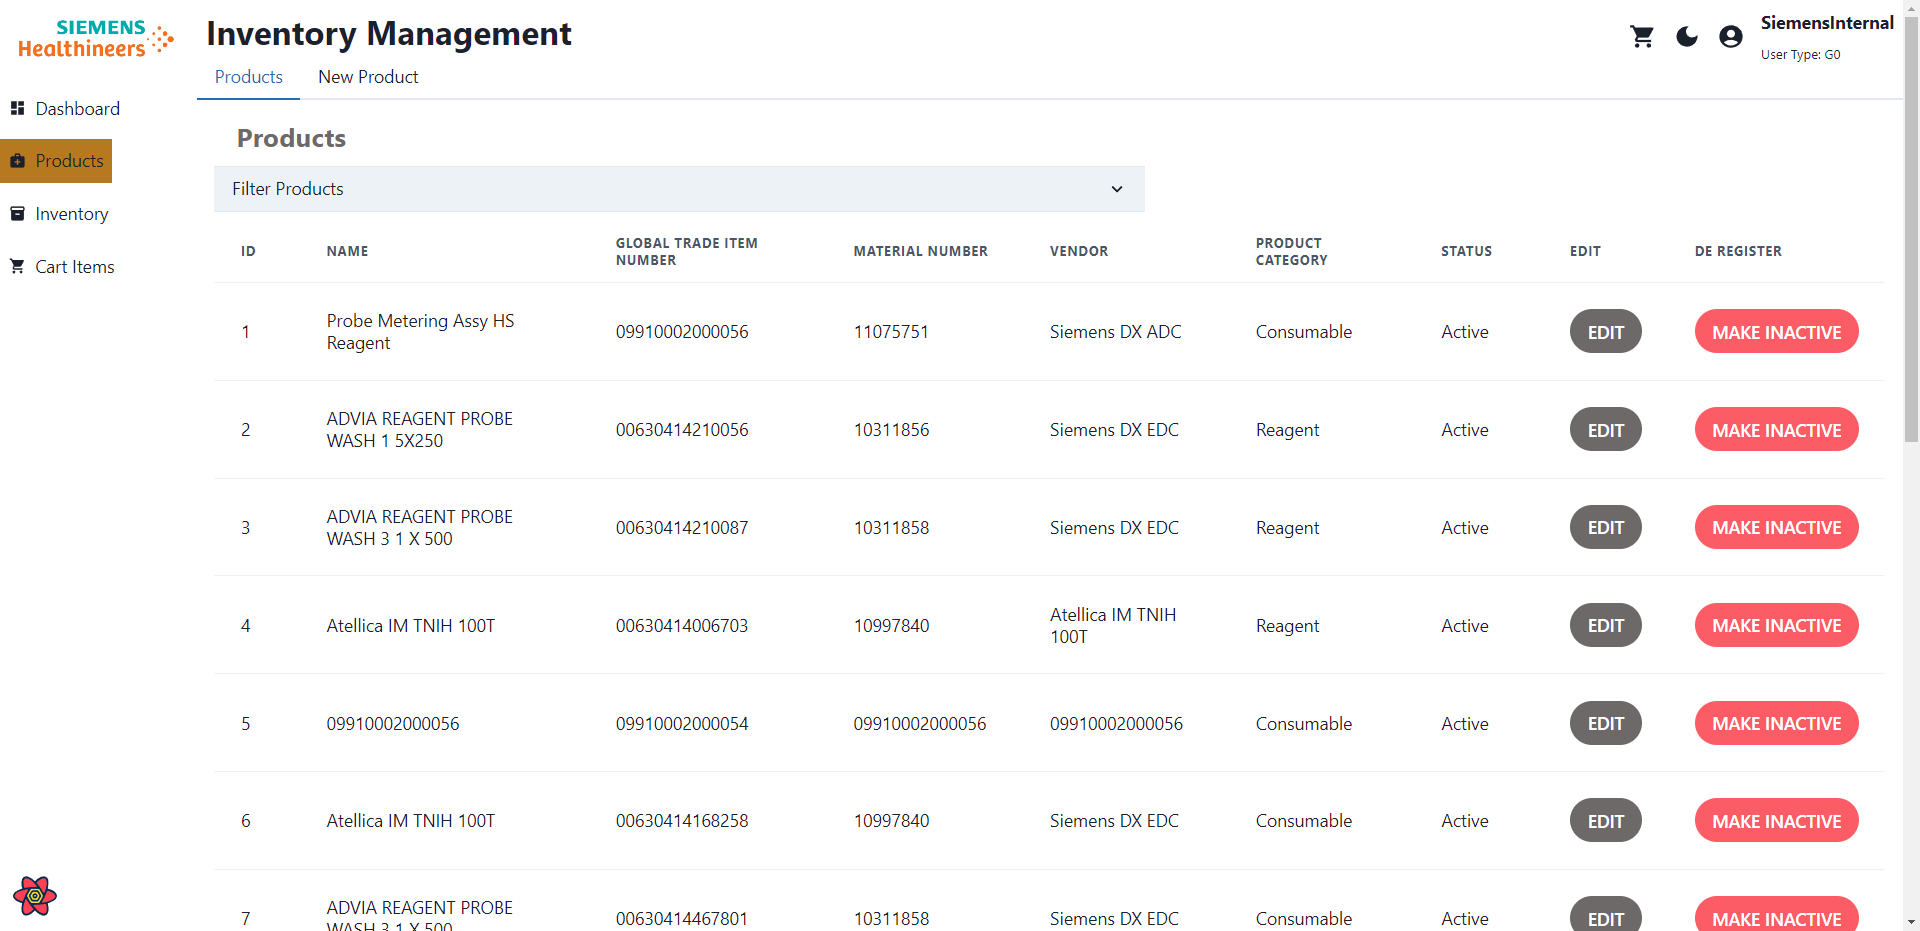 SIEMENS
Healthineers
Inventory Management
SiemensInternal
User Type: G0
Products
New Product
Dashboard
Products
Inventory
Cart Items
Products
Filter Products
ID
NAME
GLOBAL TRADE ITEM
NUMBER
MATERIAL NUMBER
VENDOR
PRODUCT
CATEGORY
STATUS
EDIT
DE REGISTER
1
Probe Metering Assy HS
Reagent
09910002000056
11075751
Siemens DX ADC
Consumable
Active
EDIT
MAKE INACTIVE
2
ADVIA REAGENT PROBE
WASH 1 5X250
00630414210056
10311856
Siemens DX EDC
Reagent
Active
EDIT
MAKE INACTIVE
3
ADVIA REAGENT PROBE
WASH 3 1 X 500
00630414210087
10311858
Siemens DX EDC
Reagent
Active
EDIT
MAKE INACTIVE
4
Atellica IM TNIH 100T
00630414006703
10997840
Atellica IM TNIH
100T
Reagent
Active
EDIT
MAKE INACTIVE
5
09910002000056
09910002000054
09910002000056
09910002000056
Consumable
Active
EDIT
MAKE INACTIVE
6
Atellica IM TNIH 100T
00630414168258
10997840
Siemens DX EDC
Consumable
Active
EDIT
MAKE INACTIVE
7
ADVIA REAGENT PROBE
WASH 3 1 X 500
00630414467801
10311858
Siemens DX EDC
Consumable
Active
EDIT
MAKE INACTIVE